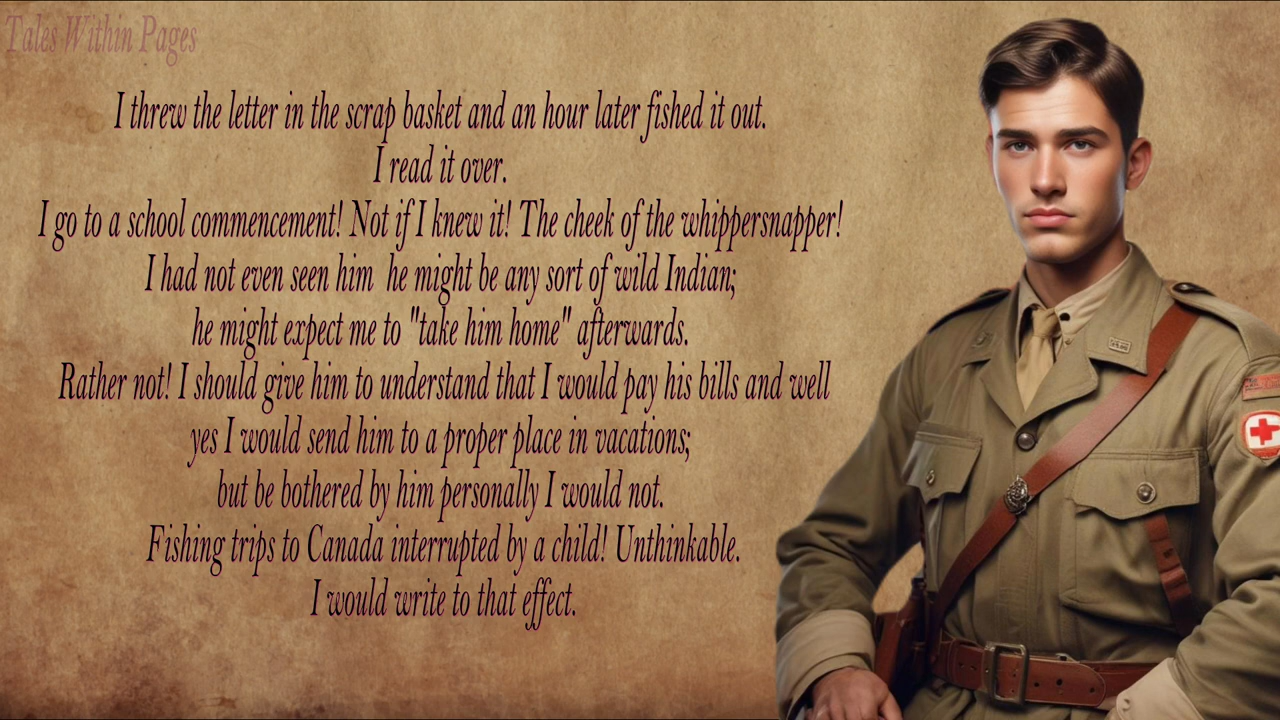 Tales Within Pages
I threw the letter in the scrap basket and an hour later fished it out.
I read it over.
I go to a school commencement! Not if I knew it! The cheek of the whippersnapper!
I had not even seen him he might be any sort of wild Indian;
he might expect me to "take him home" afterwards.
Rather not! I should give him to understand that I would pay his bills and well
yes I would send him to a proper place in vacations;
but be bothered by him personally I would not.
Fishing trips to Canada interrupted by a child! Unthinkable.
I would write to that effect.